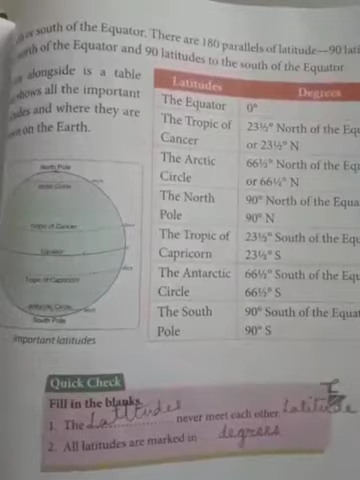 or south of the Equator. There are 180 parallels of latitude—90 lati
of the Equator and 90 latitudes to the south of the Equator
alongside is a table
shows all the important
and where they are
on the Earth.
Latitudes Degrees
The Equator 0°
The Tropic of Cancer 23½° North of the Equ
or 23½° N
The Arctic Circle 66½° North of the Equ
or 66½° N
The North Pole 90° North of the Equa
90° N
The Tropic of Capricorn 23½° South of the Equ
23½° S
The Antarctic Circle 66½° South of the Equ
66½° S
The South Pole 90° South of the Equat
90° S
North Pole
Arctic Circle
Tropic of Cancer
Equator
Tropic of Capricorn
Antarctic Circle
South Pole
Important latitudes
Quick Check
Fill in the blanks.
1. The Latitudes never meet each other. Latitude
2. All latitudes are marked in degrees